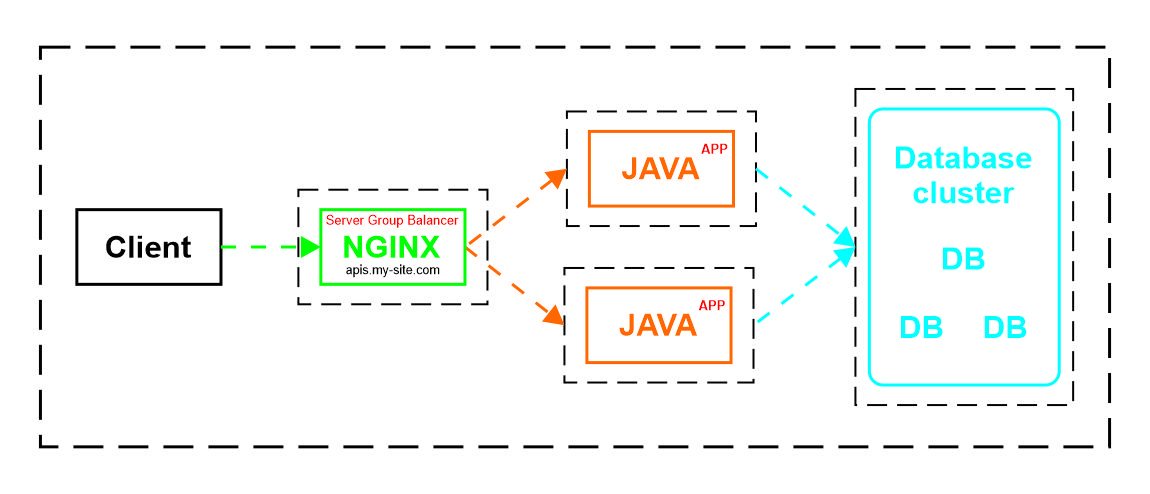 Client
Server Group Balancer
NGINX
apis.my-site.com
APP
JAVA
APP
JAVA
Database
cluster
DB
DB DB